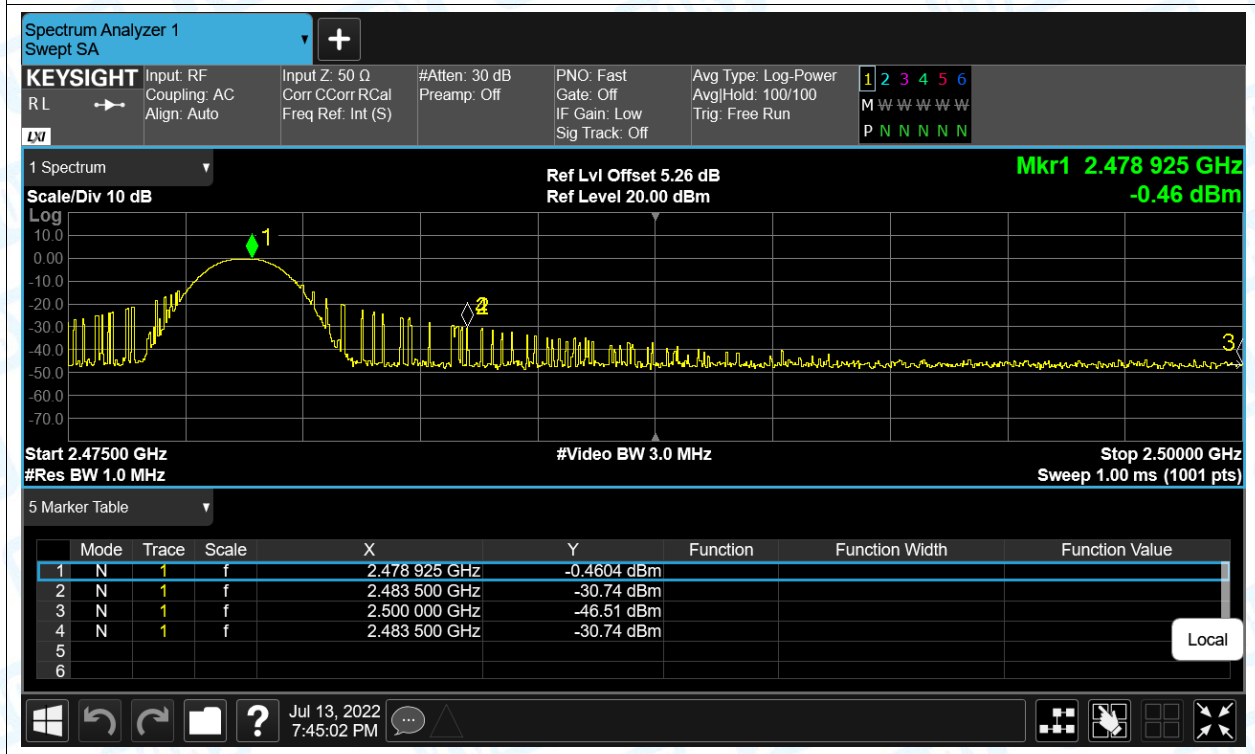 Spectrum Analyzer 1
Swept SA
+
KEYSIGHT Input: RF Input Z: 50 Ω #Atten: 30 dB PNO: Fast Avg Type: Log-Power 1 2 3 4 5 6
R L Coupling: AC Corr CCorr RCal Preamp: Off Gate: Off Avg|Hold: 100/100 M W W W W W W
Align: Auto Freq Ref: Int (S) IF Gain: Low Trig: Free Run
LXI Sig Track: Off P N N N N N
1 Spectrum
Ref Lvl Offset 5.26 dB Mkr1 2.478 925 GHz
Scale/Div 10 dB Ref Level 20.00 dBm -0.46 dBm
Log
10.0 1
0.00
-10.0
-20.0
-30.0
-40.0 3
-50.0
-60.0
-70.0
Start 2.47500 GHz #Video BW 3.0 MHz Stop 2.50000 GHz
#Res BW 1.0 MHz Sweep 1.00 ms (1001 pts)
5 Marker Table
Mode Trace Scale X Y Function Function Width Function Value
1 N 1 f 2.478 925 GHz -0.4604 dBm
2 N 1 f 2.483 500 GHz -30.74 dBm
3 N 1 f 2.500 000 GHz -46.51 dBm
4 N 1 f 2.483 500 GHz -30.74 dBm
5
6
Local
? Jul 13, 2022
7:45:02 PM